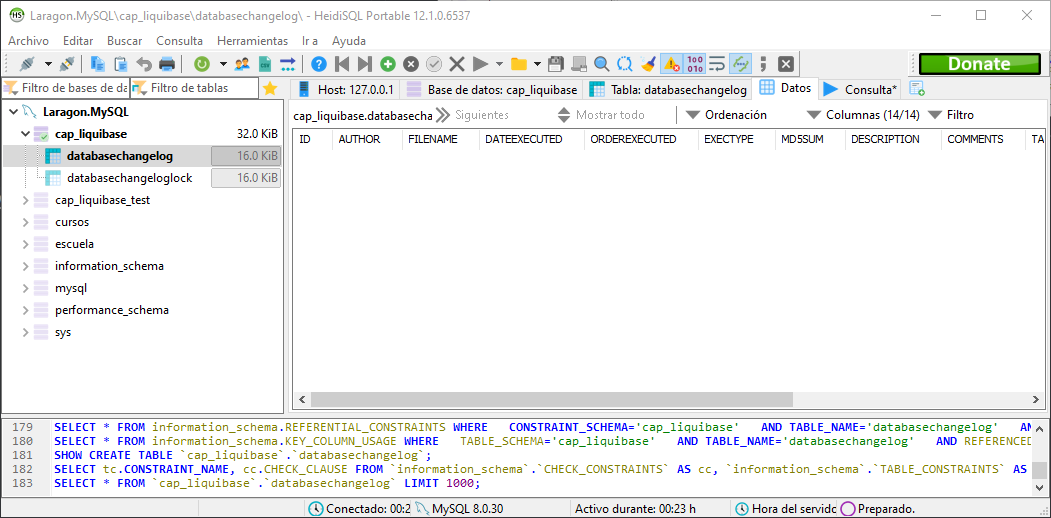 HS Laragon.MySQL\cap_liquibase\databasechangelog\ - HeidiSQL Portable 12.1.0.6537
Archivo Editar Buscar Consulta Herramientas Ir a Ayuda
Donate
Filtro de bases de da Filtro de tablas
Host: 127.0.0.1 Base de datos: cap_liquibase Tabla: databasechangelog Datos Consulta*
Laragon.MySQL
cap_liquibase 32.0 KiB
databasechangelog 16.0 KiB
databasechangeloglock 16.0 KiB
cap_liquibase_test
cursos
escuela
information_schema
mysql
performance_schema
sys
cap_liquibase.databasecha Siguientes Mostrar todo Ordenación Columnas (14/14) Filtro
ID AUTHOR FILENAME DATEEXECUTED ORDEREXECUTED EXECTYPE MD5SUM DESCRIPTION COMMENTS TA
179 SELECT * FROM information_schema.REFERENTIAL_CONSTRAINTS WHERE CONSTRAINT_SCHEMA='cap_liquibase' AND TABLE_NAME='databasechangelog' AN
180 SELECT * FROM information_schema.KEY_COLUMN_USAGE WHERE TABLE_SCHEMA='cap_liquibase' AND TABLE_NAME='databasechangelog' AND REFERENCED
181 SHOW CREATE TABLE `cap_liquibase`.`databasechangelog`;
182 SELECT tc.CONSTRAINT_NAME, cc.CHECK_CLAUSE FROM `information_schema`.`CHECK_CONSTRAINTS` AS cc, `information_schema`.`TABLE_CONSTRAINTS` AS
183 SELECT * FROM `cap_liquibase`.`databasechangelog` LIMIT 1000;
Conectado: 00:2 MySQL 8.0.30 Activo durante: 00:23 h Hora del servido Preparado.